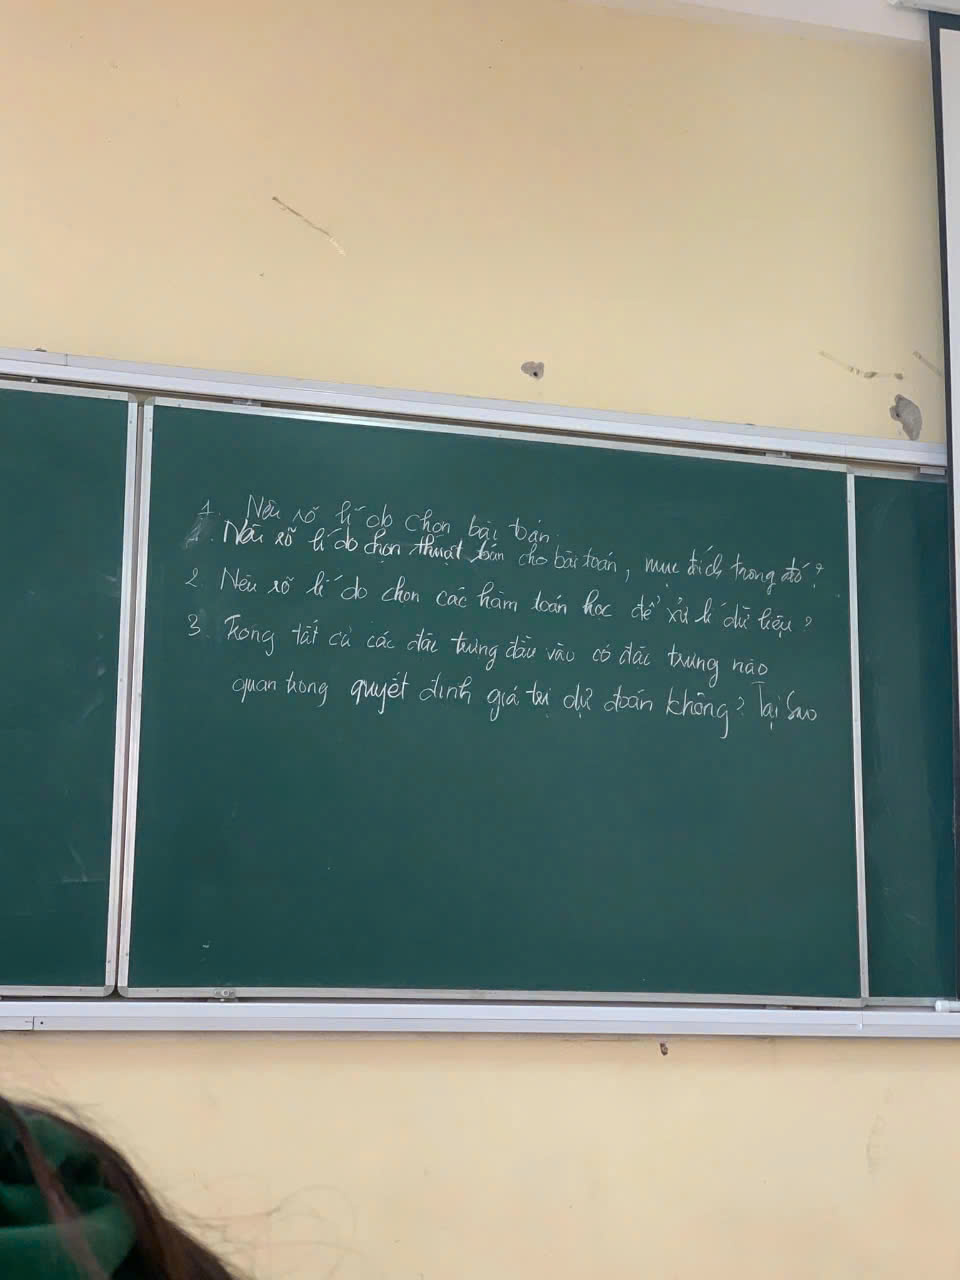 1. Nêu rõ lí do chọn bài toán.
1. Nêu rõ lí do chọn thuật toán cho bài toán, mục đích trong đó?
2 Nêu rõ lí do chọn các hàm toán học để xử lí dữ liệu?
3. Trong tất cả các đặc trưng đầu vào có đặc trưng nào
quan trong quyết định giá trị dự đoán không? Tại Sao